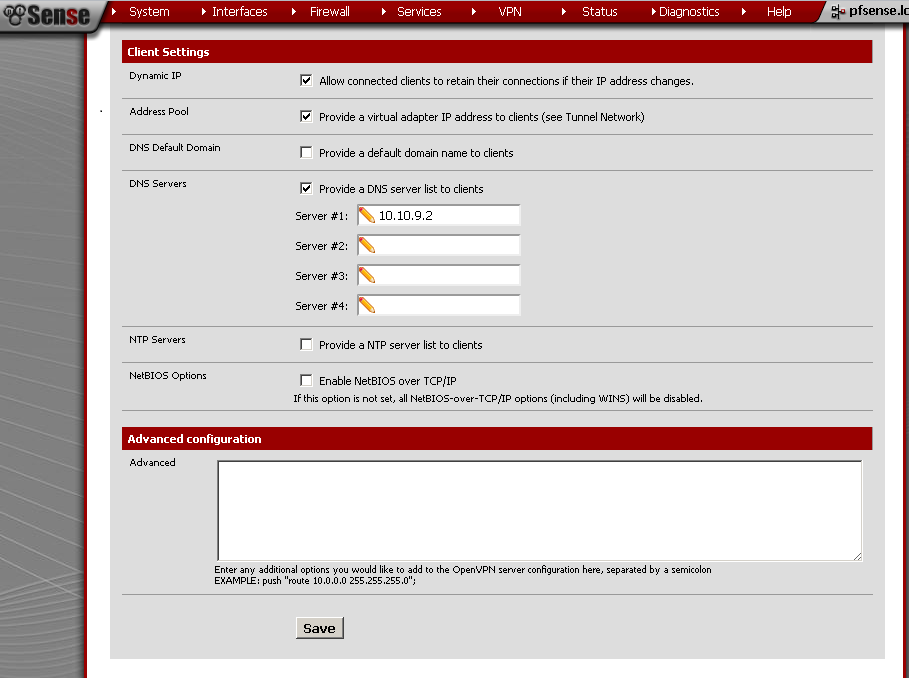 Sense
System Interfaces Firewall Services VPN Status Diagnostics Help pfsense.lo
Client Settings
Dynamic IP
Allow connected clients to retain their connections if their IP address changes.
Address Pool
Provide a virtual adapter IP address to clients (see Tunnel Network)
DNS Default Domain
Provide a default domain name to clients
DNS Servers
Provide a DNS server list to clients
Server #1: 10.10.9.2
Server #2:
Server #3:
Server #4:
NTP Servers
Provide a NTP server list to clients
NetBIOS Options
Enable NetBIOS over TCP/IP
If this option is not set, all NetBIOS-over-TCP/IP options (including WINS) will be disabled.
Advanced configuration
Advanced
Enter any additional options you would like to add to the OpenVPN server configuration here, separated by a semicolon
EXAMPLE: push "route 10.0.0.0 255.255.255.0";
Save